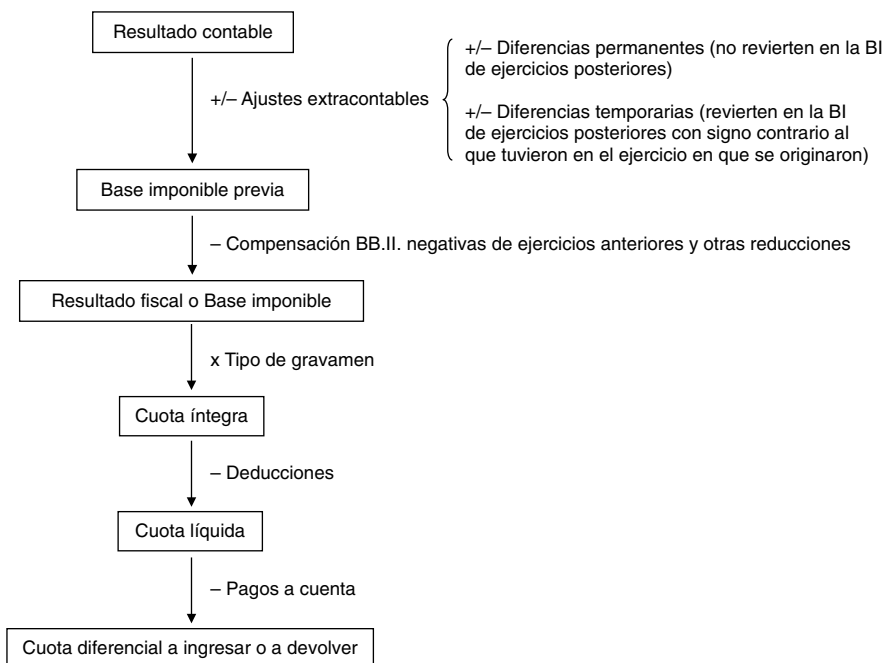 Resultado contable
+/– Ajustes extracontables
+/– Diferencias permanentes (no revierten en la BI
de ejercicios posteriores)
+/– Diferencias temporarias (revierten en la BI
de ejercicios posteriores con signo contrario al
que tuvieron en el ejercicio en que se originaron)
Base imponible previa
– Compensación BB.II. negativas de ejercicios anteriores y otras reducciones
Resultado fiscal o Base imponible
x Tipo de gravamen
Cuota íntegra
– Deducciones
Cuota líquida
– Pagos a cuenta
Cuota diferencial a ingresar o a devolver